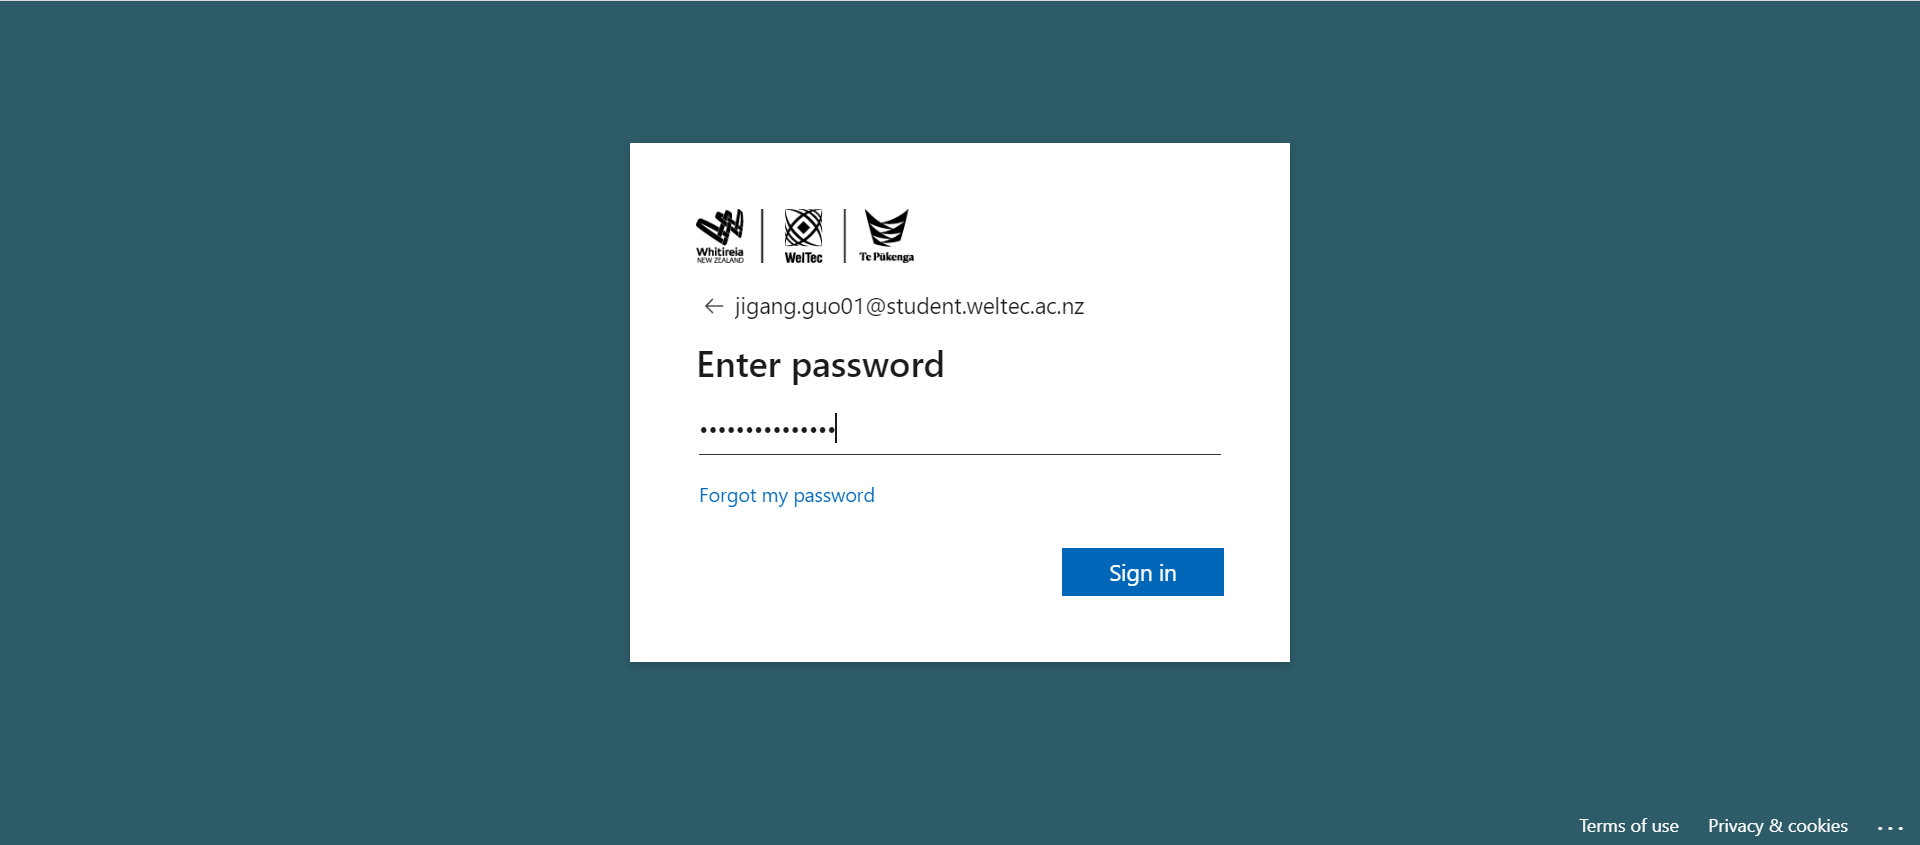 Whitireia
NEW ZEALAND
WelTec
Te Pūkenga
jigang.guo01@student.weltec.ac.nz
Enter password
•••••••••••••••
Forgot my password
Sign in
Terms of use Privacy & cookies ...